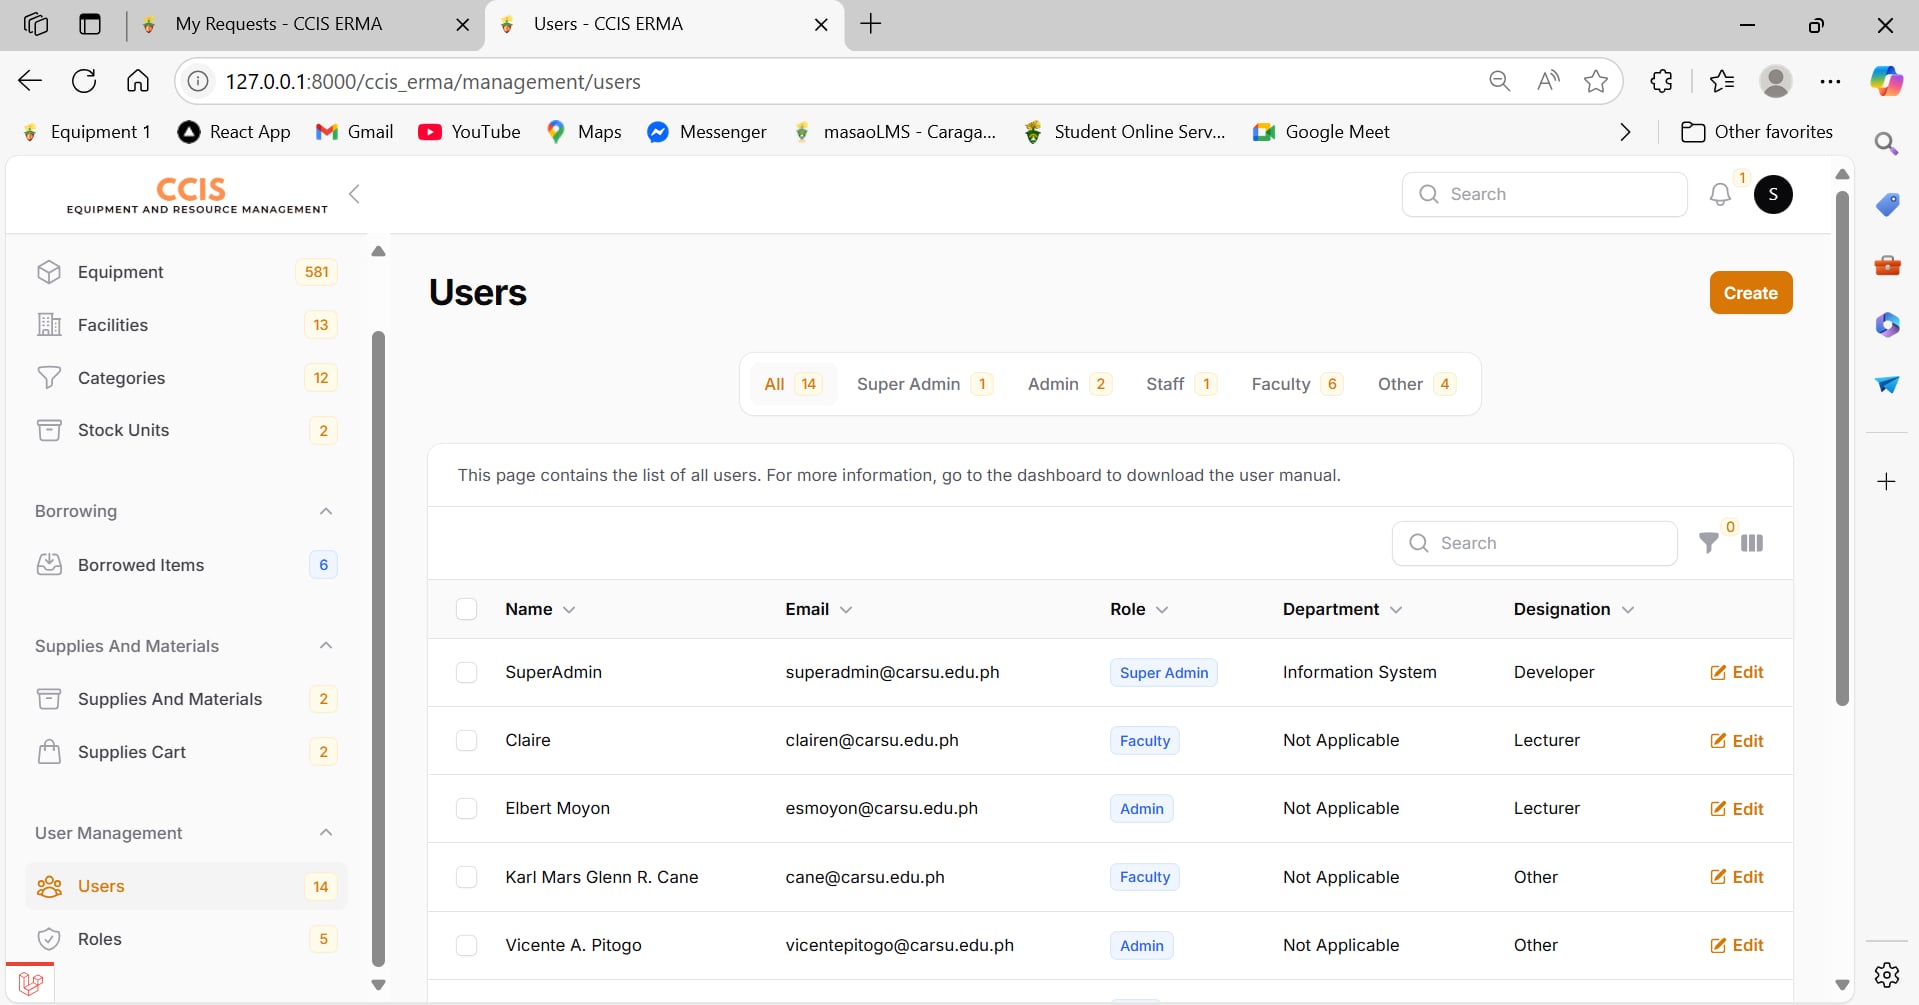 My Requests - CCIS ERMA
Users - CCIS ERMA
127.0.0.1:8000/ccis_erma/management/users
Equipment 1
React App
Gmail
YouTube
Maps
Messenger
masaoLMS - Caraga...
Student Online Serv...
Google Meet
Other favorites
CCIS
EQUIPMENT AND RESOURCE MANAGEMENT
Search
1
S
Equipment 581
Facilities 13
Categories 12
Stock Units 2
Borrowing
Borrowed Items 6
Supplies And Materials
Supplies And Materials 2
Supplies Cart 2
User Management
Users 14
Roles 5
Users
Create
All 14 Super Admin 1 Admin 2 Staff 1 Faculty 6 Other 4
This page contains the list of all users. For more information, go to the dashboard to download the user manual.
Search
0
Name Email Role Department Designation
SuperAdmin superadmin@carsu.edu.ph Super Admin Information System Developer Edit
Claire clairen@carsu.edu.ph Faculty Not Applicable Lecturer Edit
Elbert Moyon esmoyon@carsu.edu.ph Admin Not Applicable Lecturer Edit
Karl Mars Glenn R. Cane cane@carsu.edu.ph Faculty Not Applicable Other Edit
Vicente A. Pitogo vicentepitogo@carsu.edu.ph Admin Not Applicable Other Edit